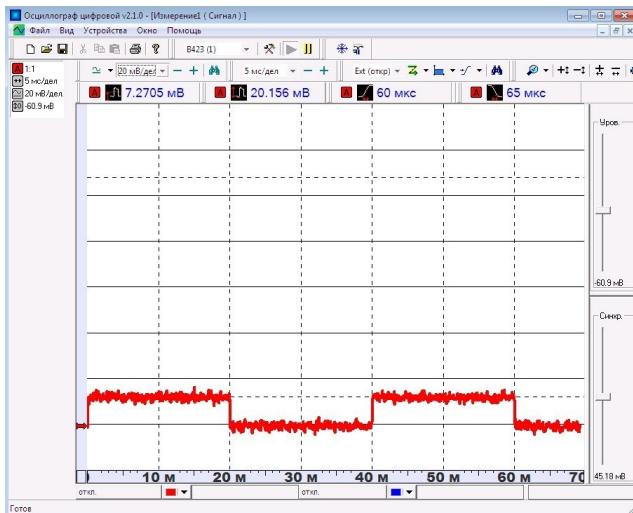 Осциллограф цифровой v2.1.0 - [Измерение1 ( Сигнал )]
Файл Вид Устройства Окно Помощь
B423 (1)
A 1:1
5 мс/дел
20 мВ/дел.
-60.9 мВ
20 мВ/дел 5 мс/дел Ext (откр)
A 7.2705 мВ A 20.156 мВ A 60 мкс A 65 мкс
Уров.
-60.9 мВ
Синхр.
45.18 мВ
0 10 м 20 м 30 м 40 м 50 м 60 м 70
откл. откл.
Готов